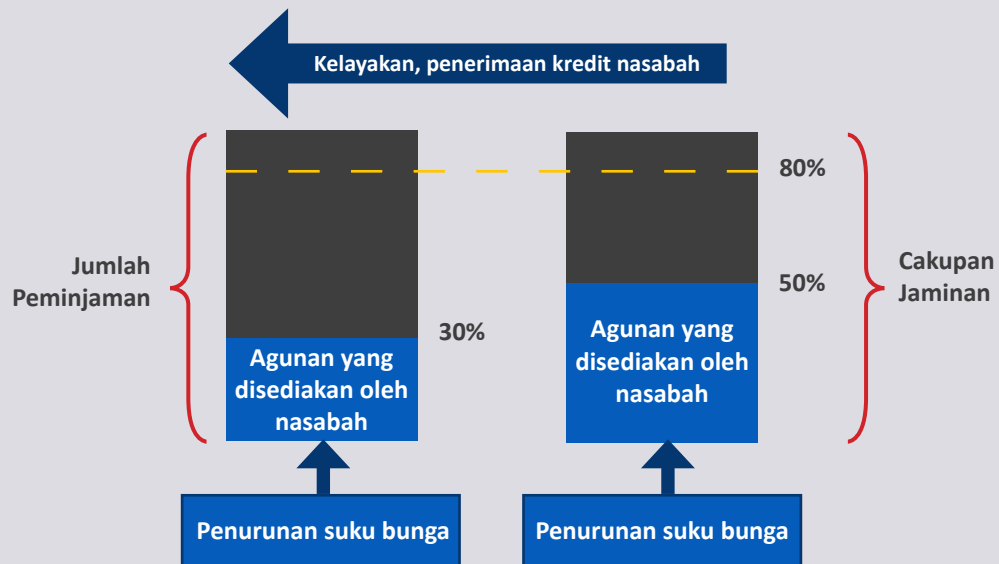 Kelayakan, penerimaan kredit nasabah
80%
Jumlah
Peminjaman
Cakupan
Jaminan
50%
30%
Agunan yang
disediakan oleh
nasabah
Agunan yang
disediakan oleh
nasabah
Penurunan suku bunga
Penurunan suku bunga